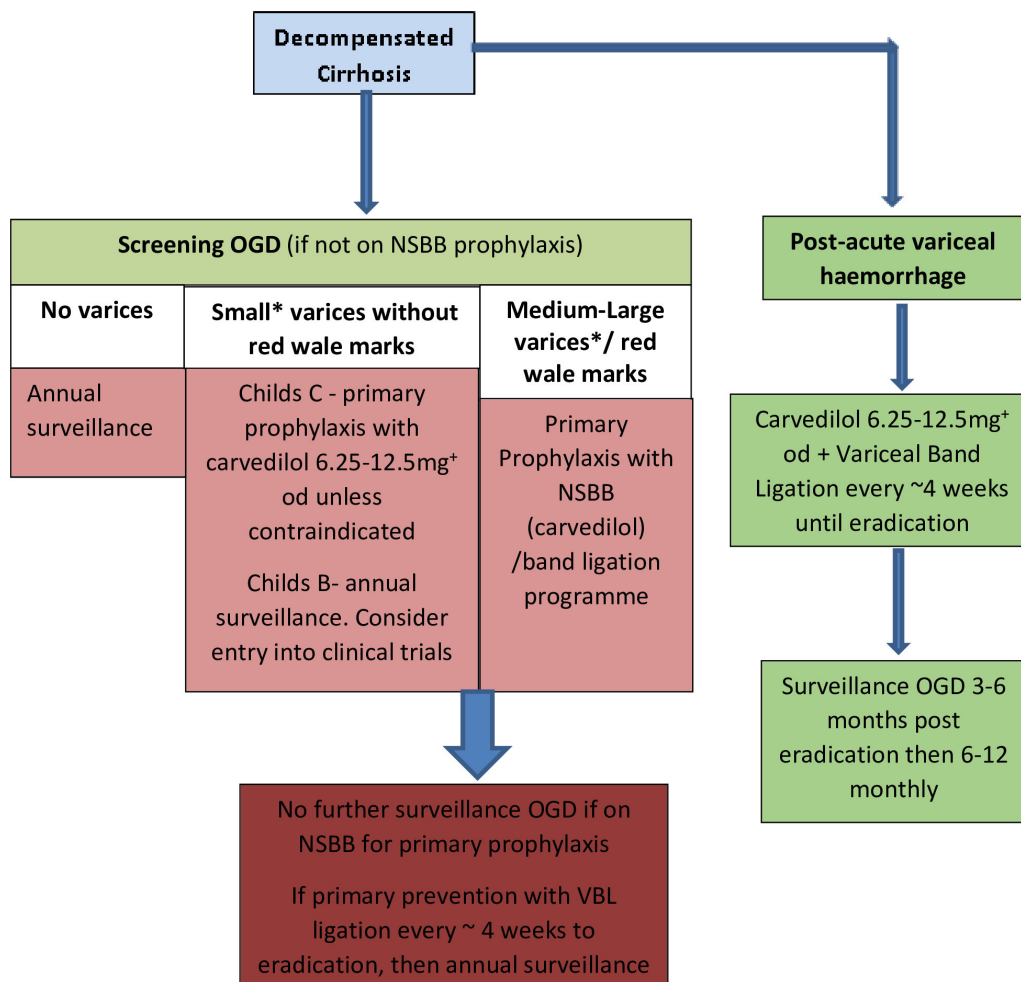 Decompensated
Cirrhosis
Screening OGD (if not on NSBB prophylaxis)
No varices
Annual
surveillance
Small* varices without
red wale marks
Childs C - primary
prophylaxis with
carvedilol 6.25-12.5mg⁺
od unless
contraindicated
Childs B- annual
surveillance. Consider
entry into clinical trials
Medium-Large
varices*/ red
wale marks
Primary
Prophylaxis with
NSBB
(carvedilol)
/band ligation
programme
No further surveillance OGD if on
NSBB for primary prophylaxis
If primary prevention with VBL
ligation every ~ 4 weeks to
eradication, then annual surveillance
Post-acute variceal
haemorrhage
Carvedilol 6.25-12.5mg⁺
od + Variceal Band
Ligation every ~4 weeks
until eradication
Surveillance OGD 3-6
months post
eradication then 6-12
monthly